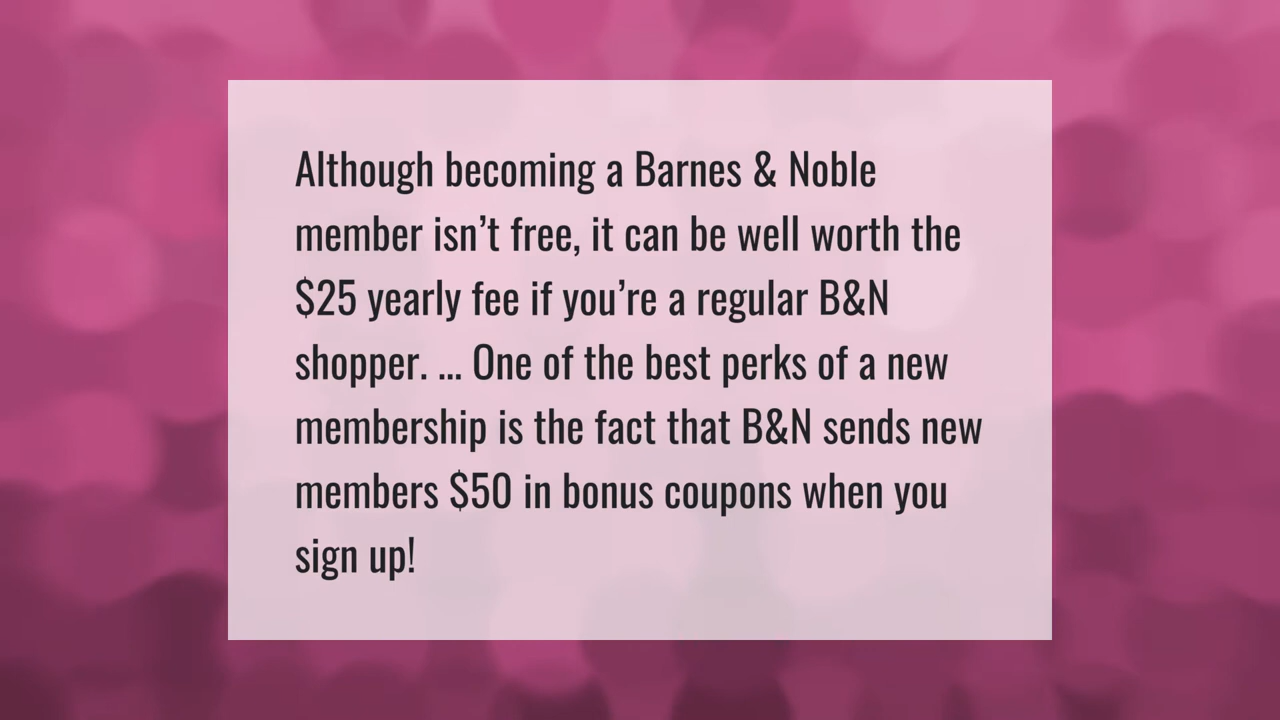 Although becoming a Barnes & Noble
member isn’t free, it can be well worth the
$25 yearly fee if you’re a regular B&N
shopper. ... One of the best perks of a new
membership is the fact that B&N sends new
members $50 in bonus coupons when you
sign up!